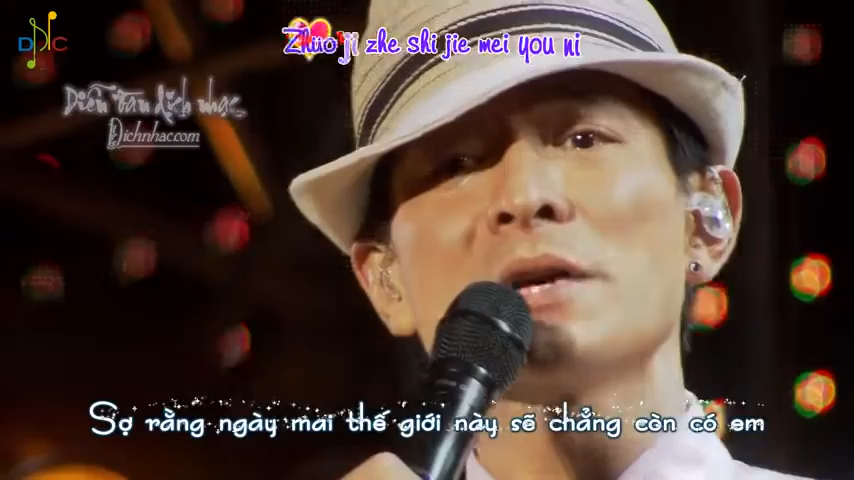 DNC
Zhuo ji zhe shi jie mei you ni
Diễn đàn dịch nhạc
Dichnhac.com
Sợ rằng ngày mai thế giới này sẽ chẳng còn có em